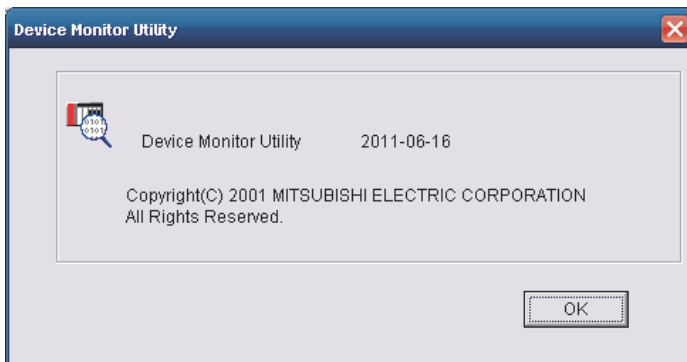 Device Monitor Utility
Device Monitor Utility 2011-06-16
Copyright(C) 2001 MITSUBISHI ELECTRIC CORPORATION
All Rights Reserved.
OK